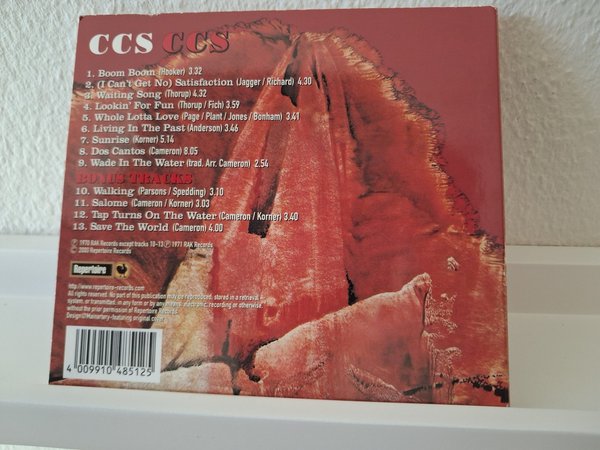 CCS CCS
1. Boom Boom (Hooker) 3.32
2. (I Can't Get No) Satisfaction (Jagger / Richard) 4.30
3. Waiting Song (Thorup) 4.32
4. Lookin' For Fun (Thorup / Fich) 3.59
5. Whole Lotta Love (Page / Plant / Jones / Bonham) 3.41
6. Living In The Past (Anderson) 3.46
7. Sunrise (Korner) 5.14
8. Dos Cantos (Cameron) 8.05
9. Wade In The Water (trad. Arr. Cameron) 2.54
BONUS TRACKS
10. Walking (Parsons / Spedding) 3.10
11. Salome (Cameron / Korner) 3.03
12. Tap Turns On The Water (Cameron / Korner) 3.40
13. Save The World (Cameron) 4.00
℗ 1970 RAK Records except tracks 10-13 ℗ 1971 RAK Records
© 2000 Repertoire Records
Repertoire
http://www.repertoire-records.com
All rights reserved. No part of this publication may be reproduced, stored in a retrieval
system, or transmitted, in any form or by any means, electronic, recording or otherwise,
without the prior permission of Repertoire Records
featuring original cover
4 009910 485125